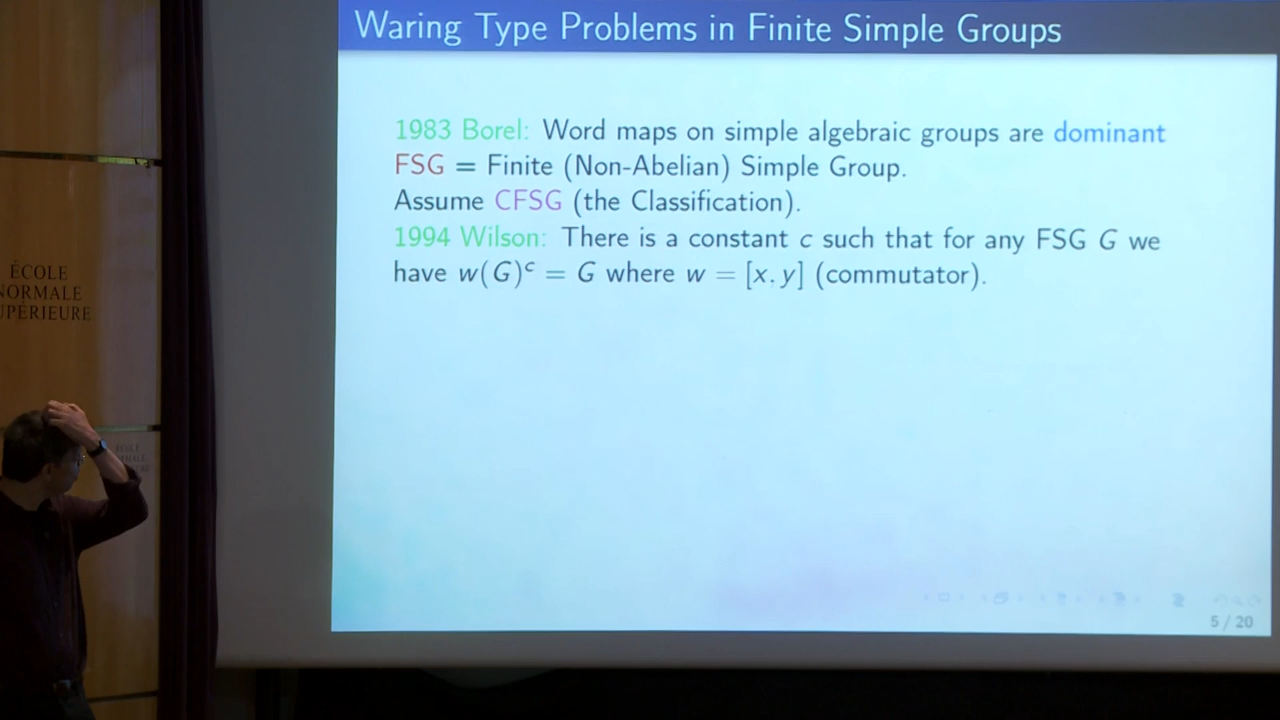 Waring Type Problems in Finite Simple Groups
1983 Borel: Word maps on simple algebraic groups are dominant
FSG = Finite (Non-Abelian) Simple Group.
Assume CFSG (the Classification).
1994 Wilson: There is a constant c such that for any FSG G we
have w(G)ᶜ = G where w = [x, y] (commutator).
5 / 20
ÉCOLE
NORMALE
SUPÉRIEURE